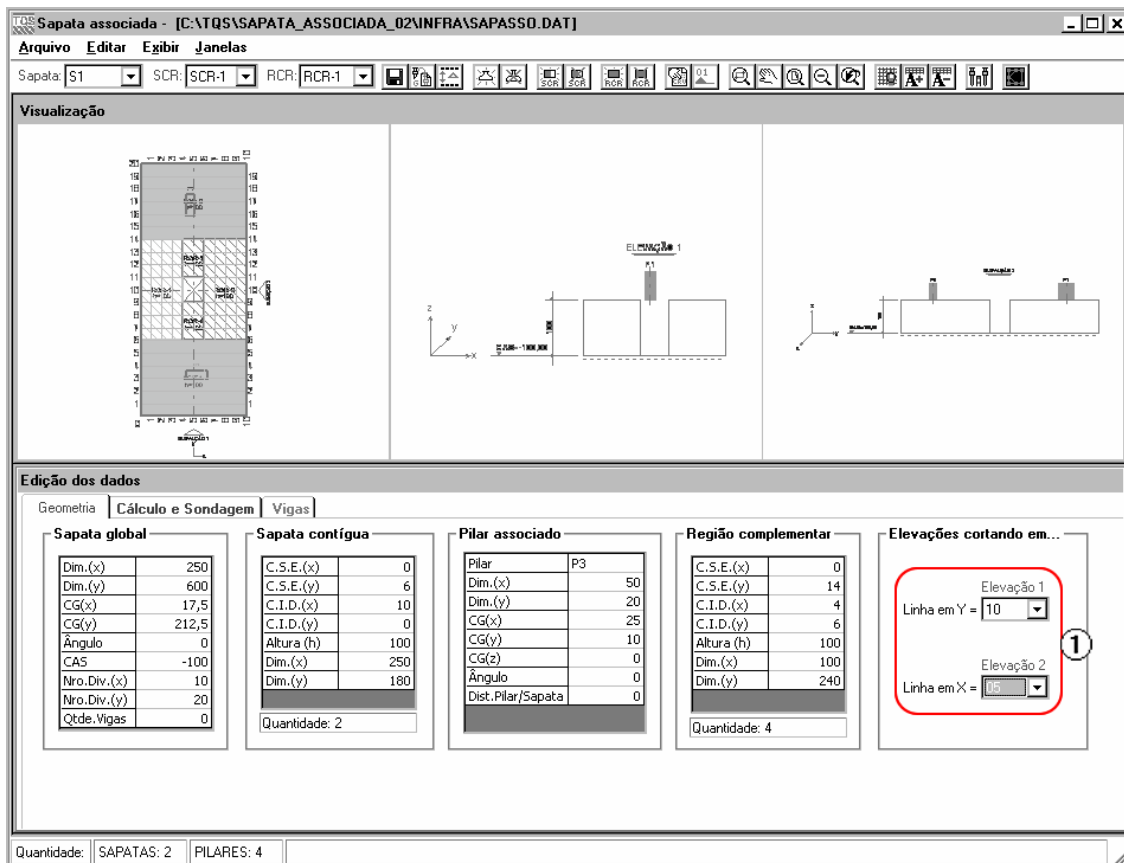 TQS Sapata associada - [C:\TQS\SAPATA_ASSOCIADA_02\INFRA\SAPASSO.DAT]
Arquivo Editar Exibir Janelas
Sapata: S1 SCR: SCR-1 RCR: RCR-1
Visualização
ELEVAÇÃO 1
z
y
x
Edição dos dados
Geometria Cálculo e Sondagem Vigas
Sapata global
Dim.(x) 250
Dim.(y) 600
CG(x) 17,5
CG(y) 212,5
Ângulo 0
CAS -100
Nro.Div.(x) 10
Nro.Div.(y) 20
Qtde.Vigas 0
Sapata contígua
C.S.E.(x) 0
C.S.E.(y) 6
C.I.D.(x) 10
C.I.D.(y) 0
Altura (h) 100
Dim.(x) 250
Dim.(y) 180
Quantidade: 2
Pilar associado
Pilar P3
Dim.(x) 50
Dim.(y) 20
CG(x) 25
CG(y) 10
CG(z) 0
Ângulo 0
Dist.Pilar/Sapata 0
Região complementar
C.S.E.(x) 0
C.S.E.(y) 14
C.I.D.(x) 4
C.I.D.(y) 6
Altura (h) 100
Dim.(x) 100
Dim.(y) 240
Quantidade: 4
Elevações cortando em...
Elevação 1
Linha em Y = 10
Elevação 2
Linha em X = 05
1
Quantidade: SAPATAS: 2 PILARES: 4